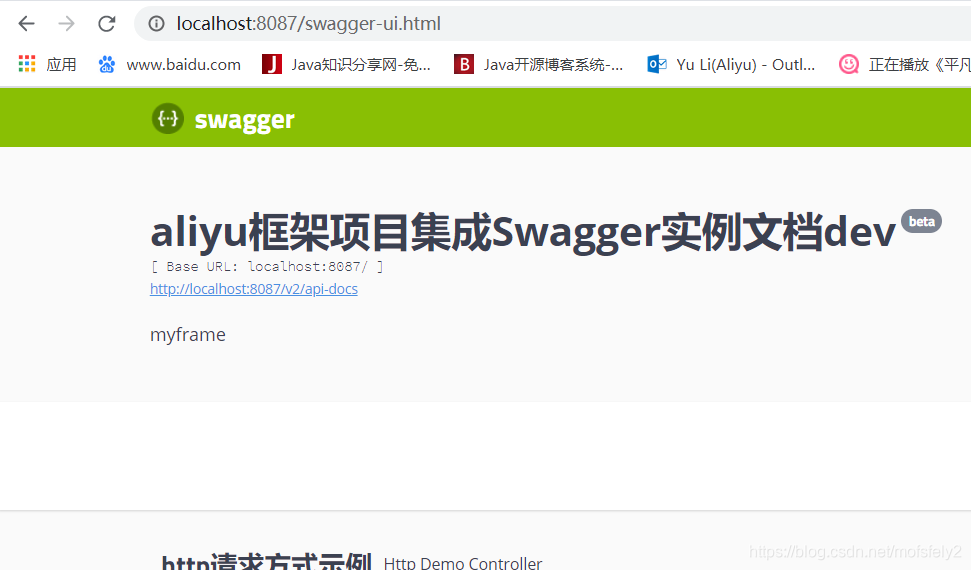 localhost:8087/swagger-ui.html
应用 www.baidu.com Java知识分享网-免... Java开源博客系统-... Yu Li(Aliyu) - Outl... 正在播放《平凡
{··} swagger
aliyu框架项目集成Swagger实例文档dev beta
[ Base URL: localhost:8087/ ]
http://localhost:8087/v2/api-docs
myframe
http请求方式示例 Http Demo Controller
https://blog.csdn.net/mofsfely2